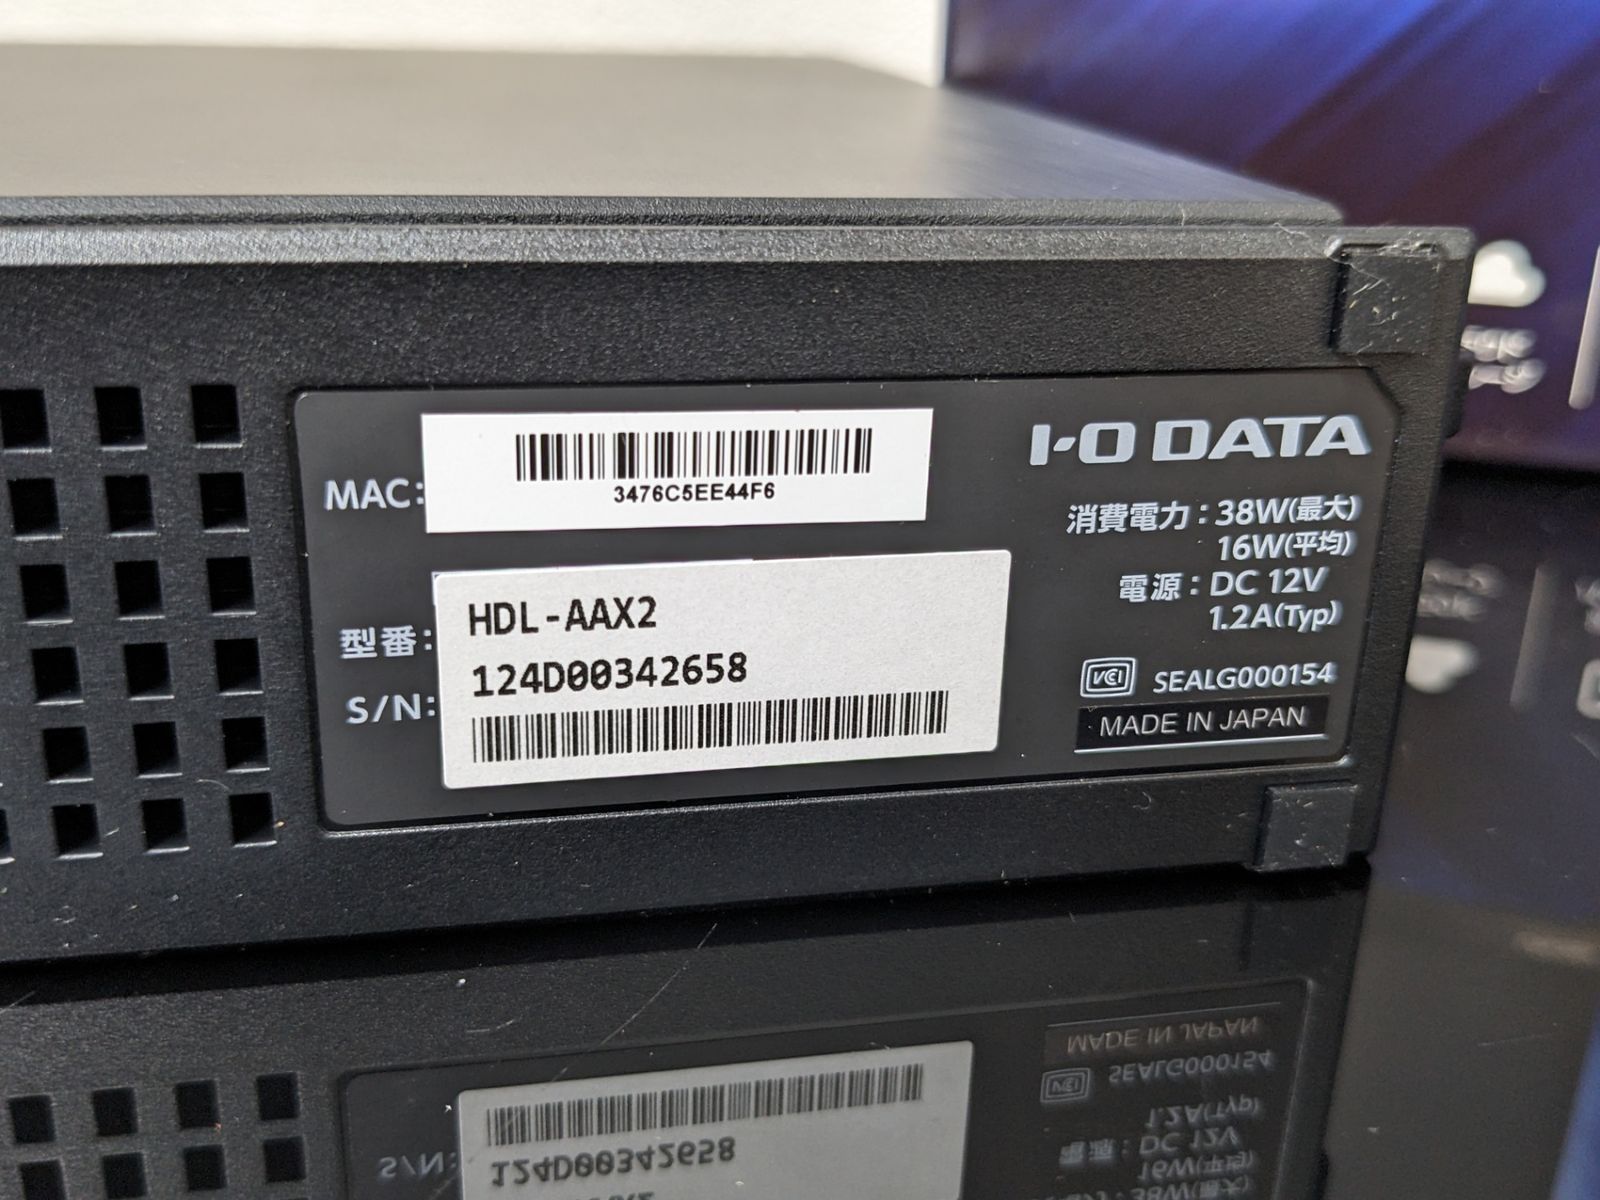 MAC:
3476C5EE44F6
型番:
HDL-AAX2
S/N:
124D00342658
I-O DATA
消費電力:38W(最大)
16W(平均)
電源:DC 12V
1.2A(Typ)
VCCI SEALG000154
MADE IN JAPAN